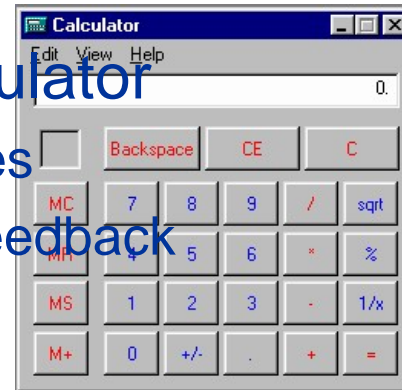 Calculator
Edit View Help
ulator
0.
Backspace CE C
es
MC 7 8 9 / sqrt
eedback
MR 4 5 6 * %
MS 1 2 3 - 1/x
M+ 0 +/- . + =